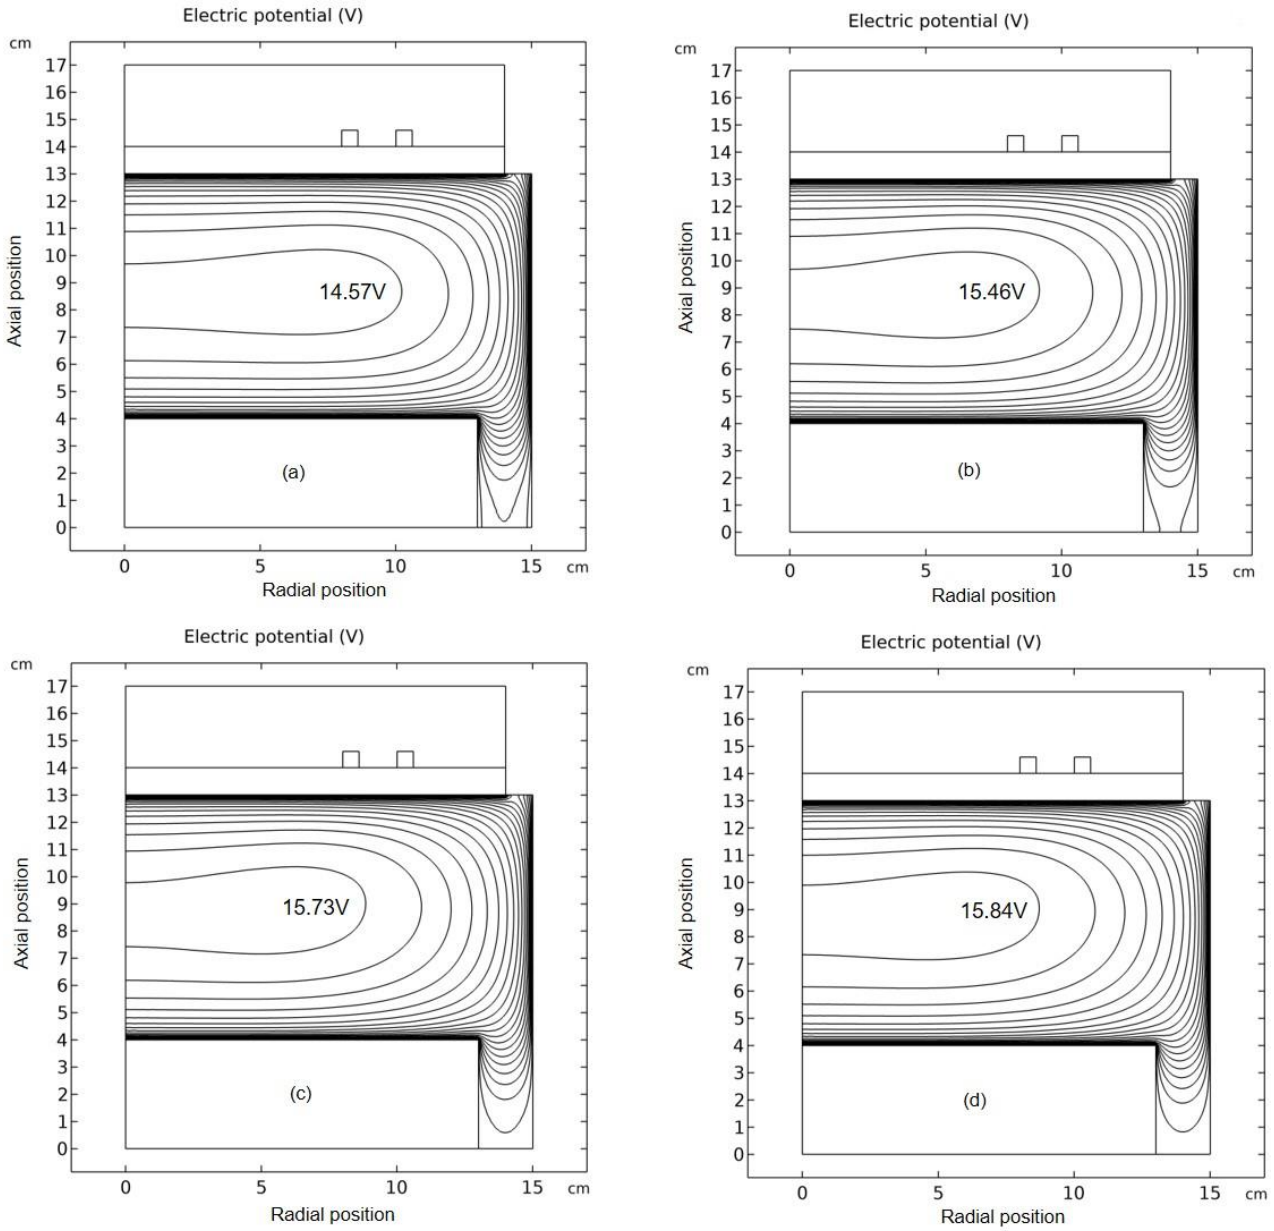 Electric potential (V)
cm
17
16
15
14
13
12
11
10
9
8
7
6
5
4
3
2
1
0
Axial position
14.57V
(a)
0 5 10 15 cm
Radial position
Electric potential (V)
cm
17
16
15
14
13
12
11
10
9
8
7
6
5
4
3
2
1
0
Axial position
15.46V
(b)
0 5 10 15 cm
Radial position
Electric potential (V)
cm
17
16
15
14
13
12
11
10
9
8
7
6
5
4
3
2
1
0
Axial position
15.73V
(c)
0 5 10 15 cm
Radial position
Electric potential (V)
cm
17
16
15
14
13
12
11
10
9
8
7
6
5
4
3
2
1
0
Axial position
15.84V
(d)
0 5 10 15 cm
Radial position